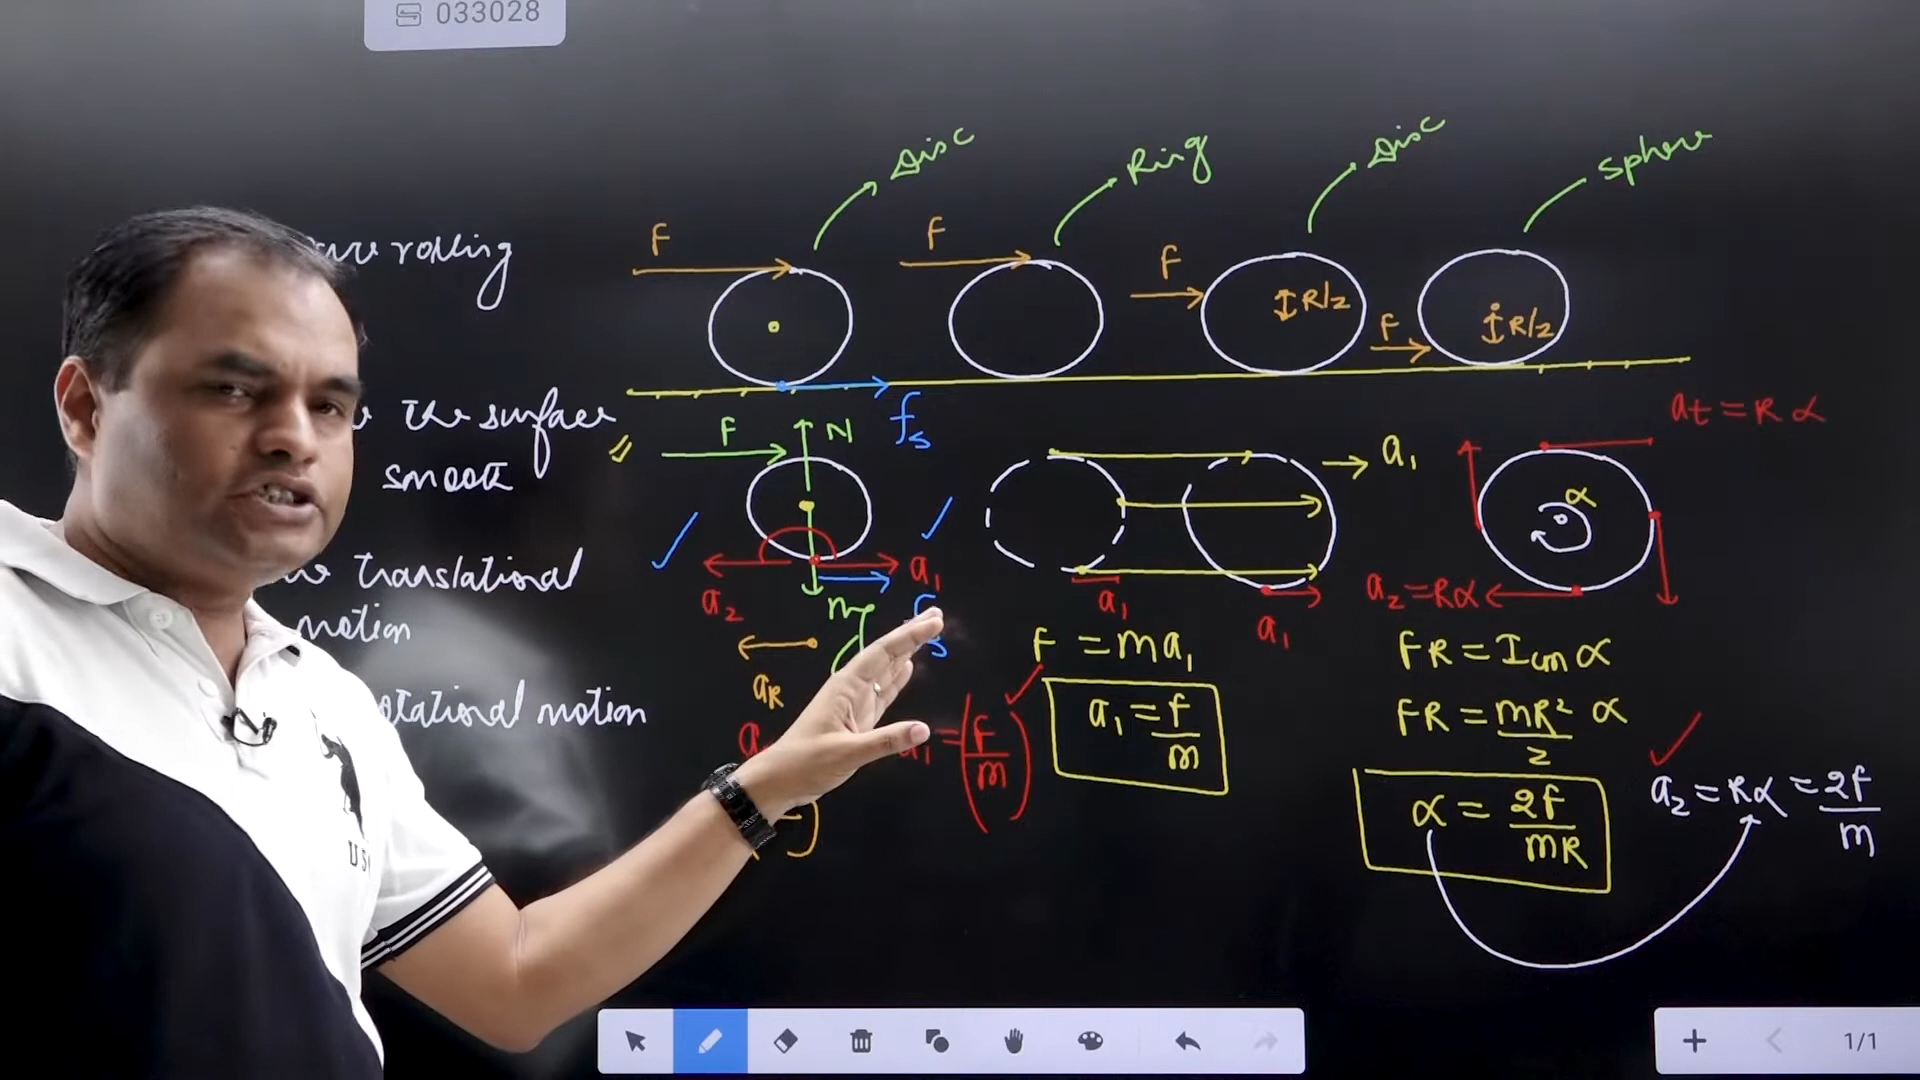 033028
Disc
Ring
Disc
Sphere
F
F
F
F
R/2
R/2
rolling
fs
at = Rα
the surface
smooth
F
N
a1
α
translational
motion
a2
a1
a1
a1
a2 = Rα
mg
F = ma1
FR = Icm α
aR
rotational motion
a1 = (F/m)
a1 = F/m
FR = mR²/2 α
α = 2F/mR
a2 = Rα = 2F/m
1/1